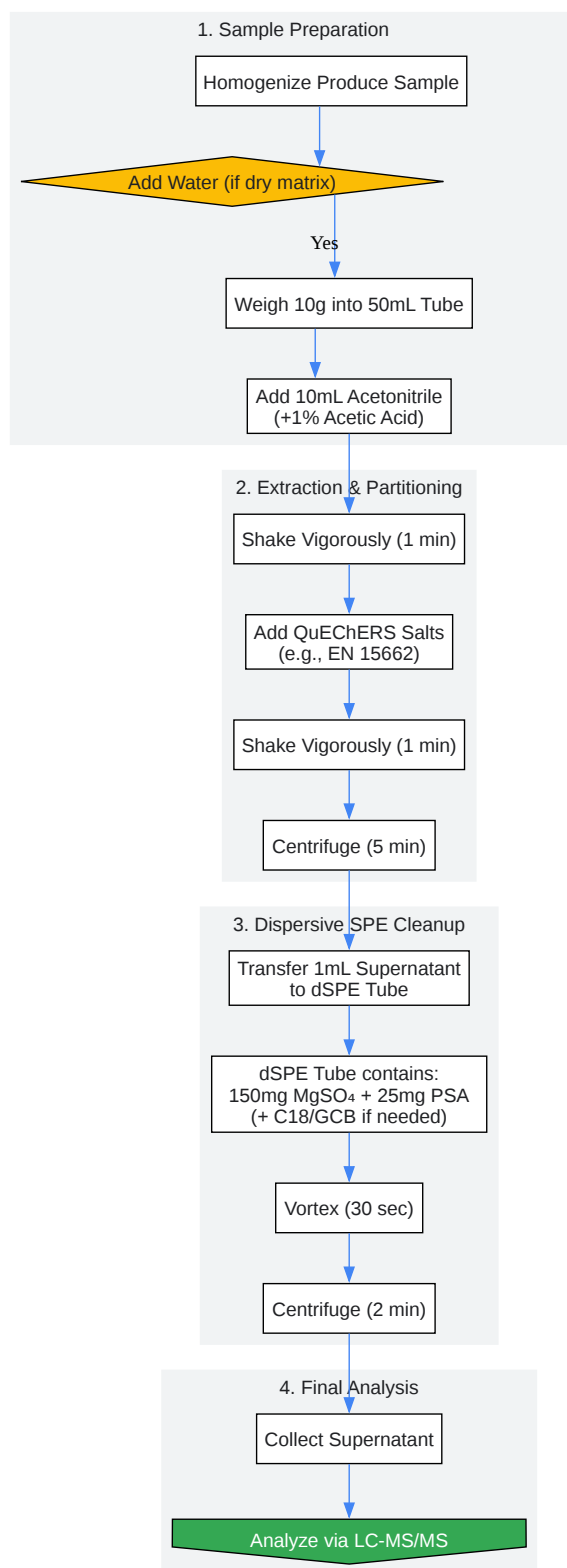 1. Sample Preparation
Homogenize Produce Sample
Add Water (if dry matrix)
Yes
Weigh 10g into 50mL Tube
Add 10mL Acetonitrile
(+1% Acetic Acid)
2. Extraction & Partitioning
Shake Vigorously (1 min)
Add QuEChERS Salts
(e.g., EN 15662)
Shake Vigorously (1 min)
Centrifuge (5 min)
3. Dispersive SPE Cleanup
Transfer 1mL Supernatant
to dSPE Tube
dSPE Tube contains:
150mg MgSO₄ + 25mg PSA
(+ C18/GCB if needed)
Vortex (30 sec)
Centrifuge (2 min)
4. Final Analysis
Collect Supernatant
Analyze via LC-MS/MS